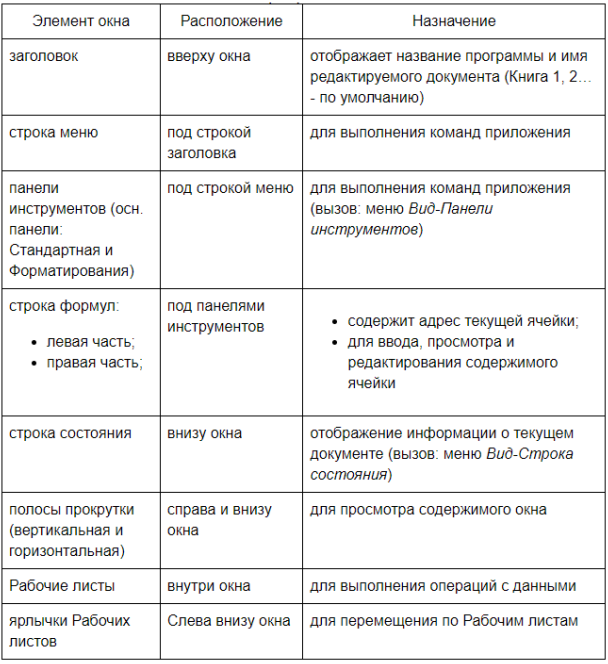 Элемент окна Расположение Назначение
заголовок вверху окна отображает название программы и имя
редактируемого документа (Книга 1, 2…
- по умолчанию)
строка меню под строкой для выполнения команд приложения
заголовка
панели под строкой меню для выполнения команд приложения
инструментов (осн. (вызов: меню Вид-Панели
панели: инструментов)
Стандартная и
Форматирования)
строка формул: под панелями
инструментов
• левая часть;
• правая часть;
• содержит адрес текущей ячейки;
• для ввода, просмотра и
редактирования содержимого
ячейки
строка состояния внизу окна отображение информации о текущем
документе (вызов: меню Вид-Строка
состояния)
полосы прокрутки справа и внизу для просмотра содержимого окна
(вертикальная и окна
горизонтальная)
Рабочие листы внутри окна для выполнения операций с данными
ярлычки Рабочих Слева внизу окна для перемещения по Рабочим листам
листов